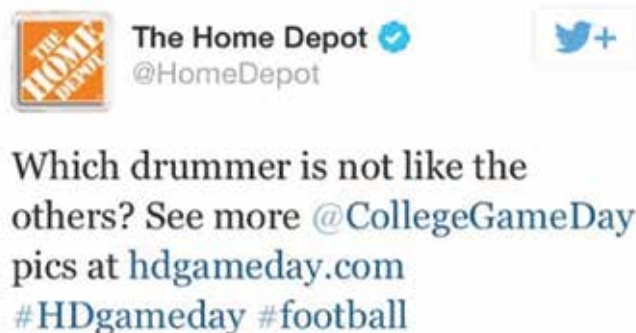 THE
HOME
DEPOT
The Home Depot
@HomeDepot
Which drummer is not like the
others? See more @CollegeGameDay
pics at hdgameday.com
#HDgameday #football